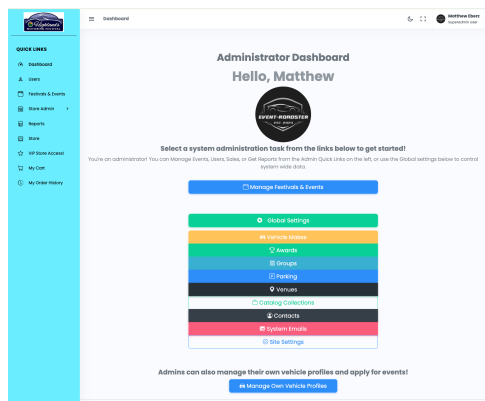 Dashboard
Matthew Eberz
superadmin user
QUICK LINKS
Dashboard
Users
Festivals & Events
Store Admin
Reports
Store
VIP Store Access!
My Cart
My Order History
Administrator Dashboard
Hello, Matthew
EVENT-ROADSTER
Select a system administration task from the links below to get started!
You're an administrator! You can Manage Events, Users, Sales, or Get Reports from the Admin Quick Links on the left, or use the Global settings below to control
system wide data.
Manage Festivals & Events
Global Settings
Vehicle Makes
Awards
Groups
Parking
Venues
Catalog Collections
Contacts
System Emails
Site Settings
Admins can also manage their own vehicle profiles and apply for events!
Manage Own Vehicle Profiles